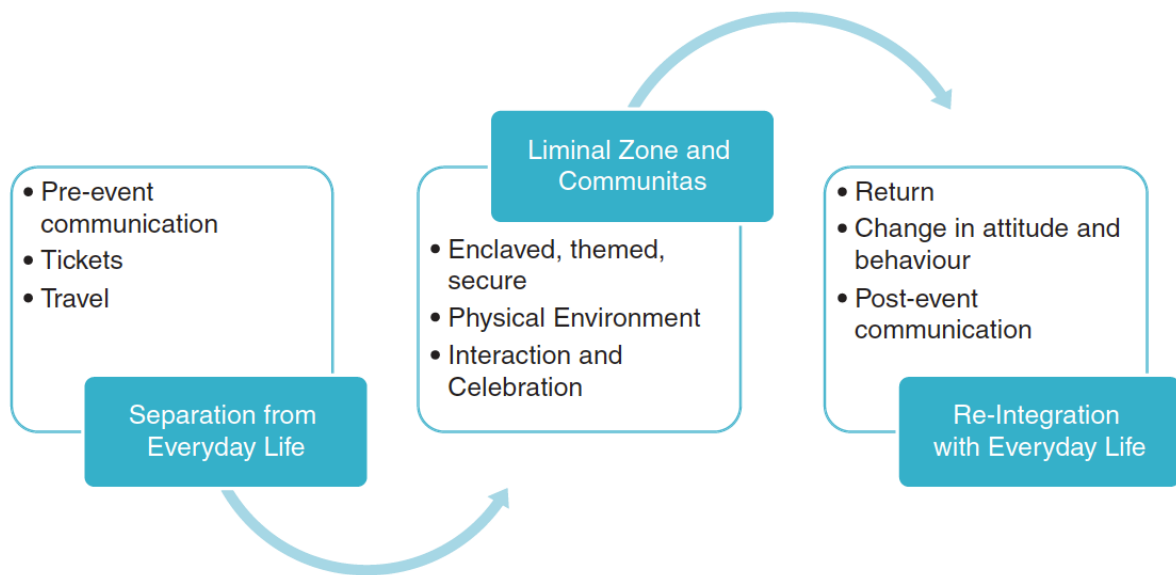 • Pre-event
communication
• Tickets
• Travel
Separation from
Everyday Life
Liminal Zone and
Communitas
• Enclaved, themed,
secure
• Physical Environment
• Interaction and
Celebration
• Return
• Change in attitude and
behaviour
• Post-event
communication
Re-Integration
with Everyday Life